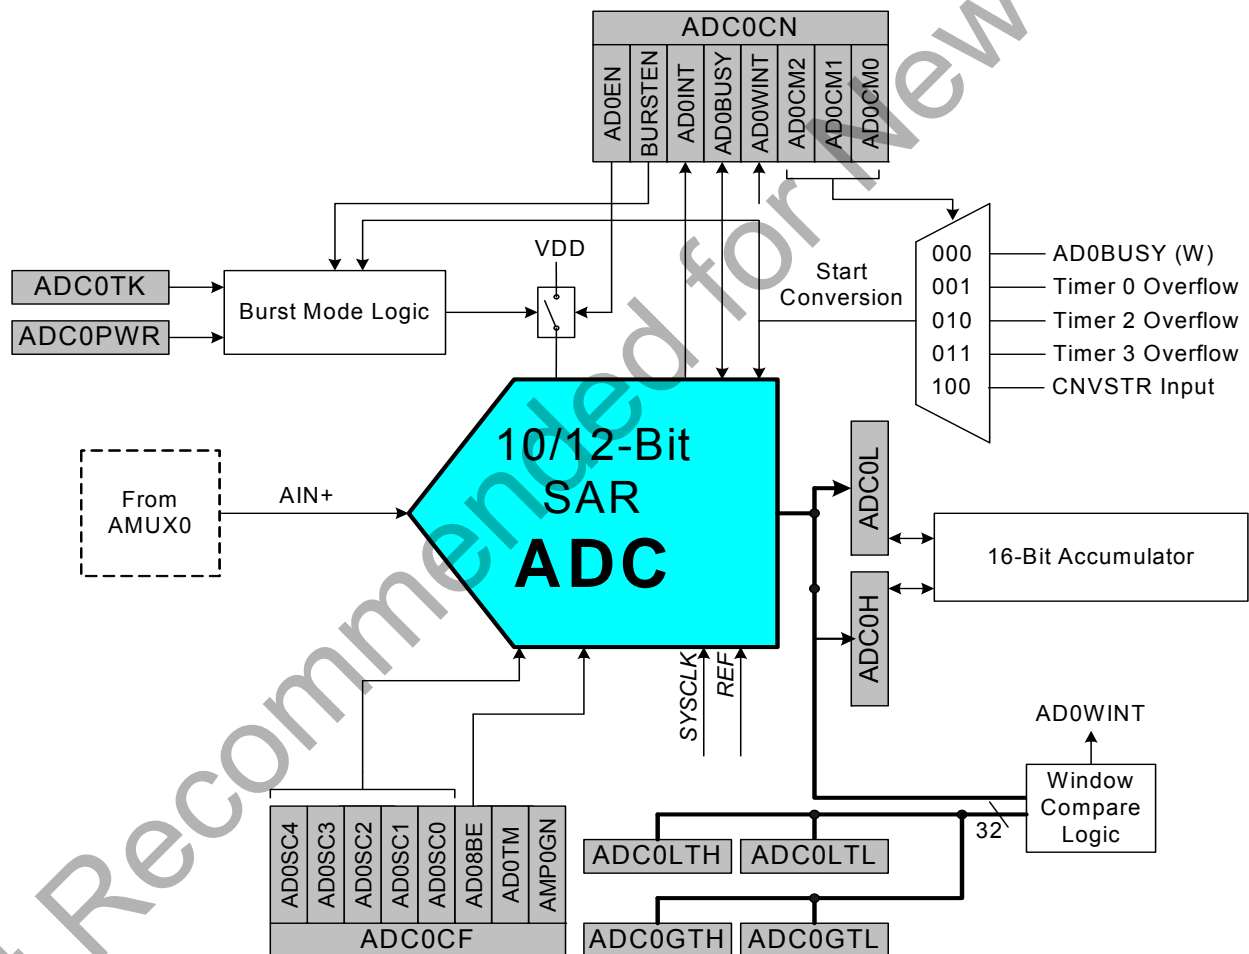 ADC0CN
AD0EN
BURSTEN
AD0INT
AD0BUSY
AD0WINT
AD0CM2
AD0CM1
AD0CM0
VDD
Start
Conversion
000
AD0BUSY (W)
001
Timer 0 Overflow
010
Timer 2 Overflow
011
Timer 3 Overflow
100
CNVSTR Input
ADC0TK
ADC0PWR
Burst Mode Logic
From
AMUX0
AIN+
10/12-Bit
SAR
ADC
ADC0L
ADC0H
16-Bit Accumulator
SYSCLK
REF
AD0WINT
Window
Compare
Logic
32
AD0SC4
AD0SC3
AD0SC2
AD0SC1
AD0SC0
AD08BE
AD0TM
AMP0GN
ADC0CF
ADC0LTH
ADC0LTL
ADC0GTH
ADC0GTL
Recommended for New